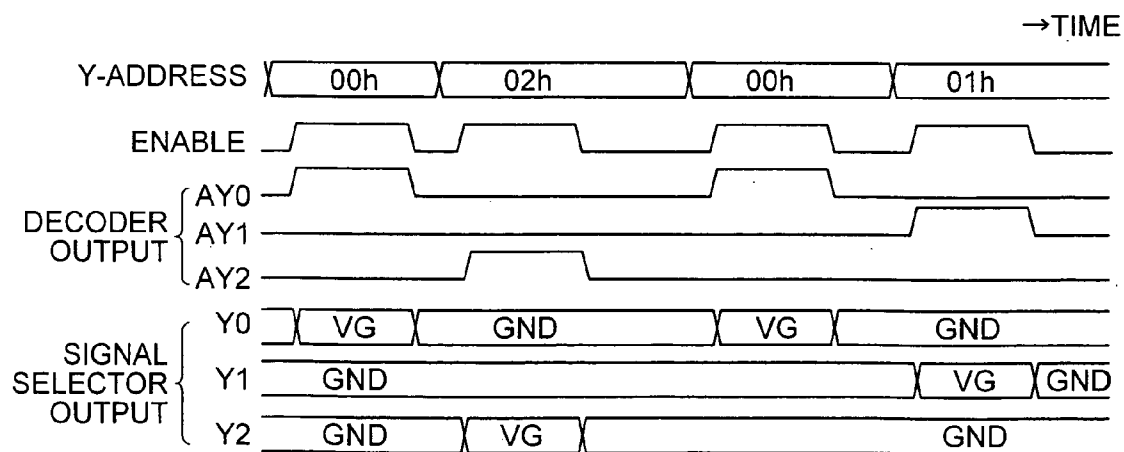 →TIME
Y-ADDRESS 00h 02h 00h 01h
ENABLE
DECODER OUTPUT
AY0
AY1
AY2
SIGNAL SELECTOR OUTPUT
Y0 VG GND VG GND
Y1 GND VG GND
Y2 GND VG GND